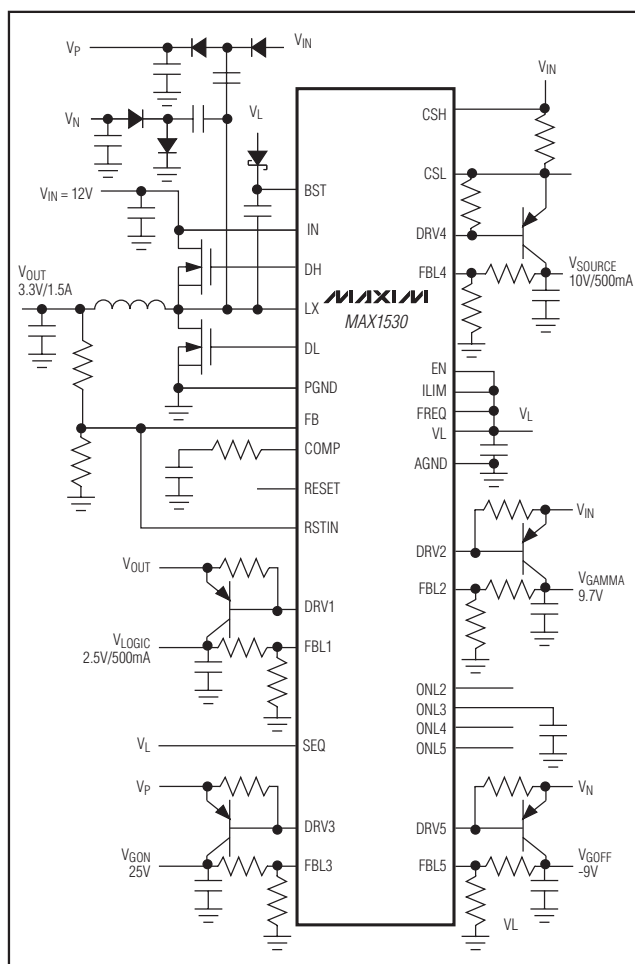 VP
VIN
VN
VL
VIN = 12V
VOUT
3.3V/1.5A
VOUT
VLOGIC
2.5V/500mA
VL
VP
VGON
25V
BST
IN
DH
LX
DL
PGND
FB
COMP
RESET
RSTIN
DRV1
FBL1
SEQ
DRV3
FBL3
MAXIM
MAX1530
CSH
CSL
DRV4
FBL4
EN
ILIM
FREQ
VL
AGND
DRV2
FBL2
ONL2
ONL3
ONL4
ONL5
DRV5
FBL5
VIN
VSOURCE
10V/500mA
VL
VIN
VGAMMA
9.7V
VN
VGOFF
-9V
VL